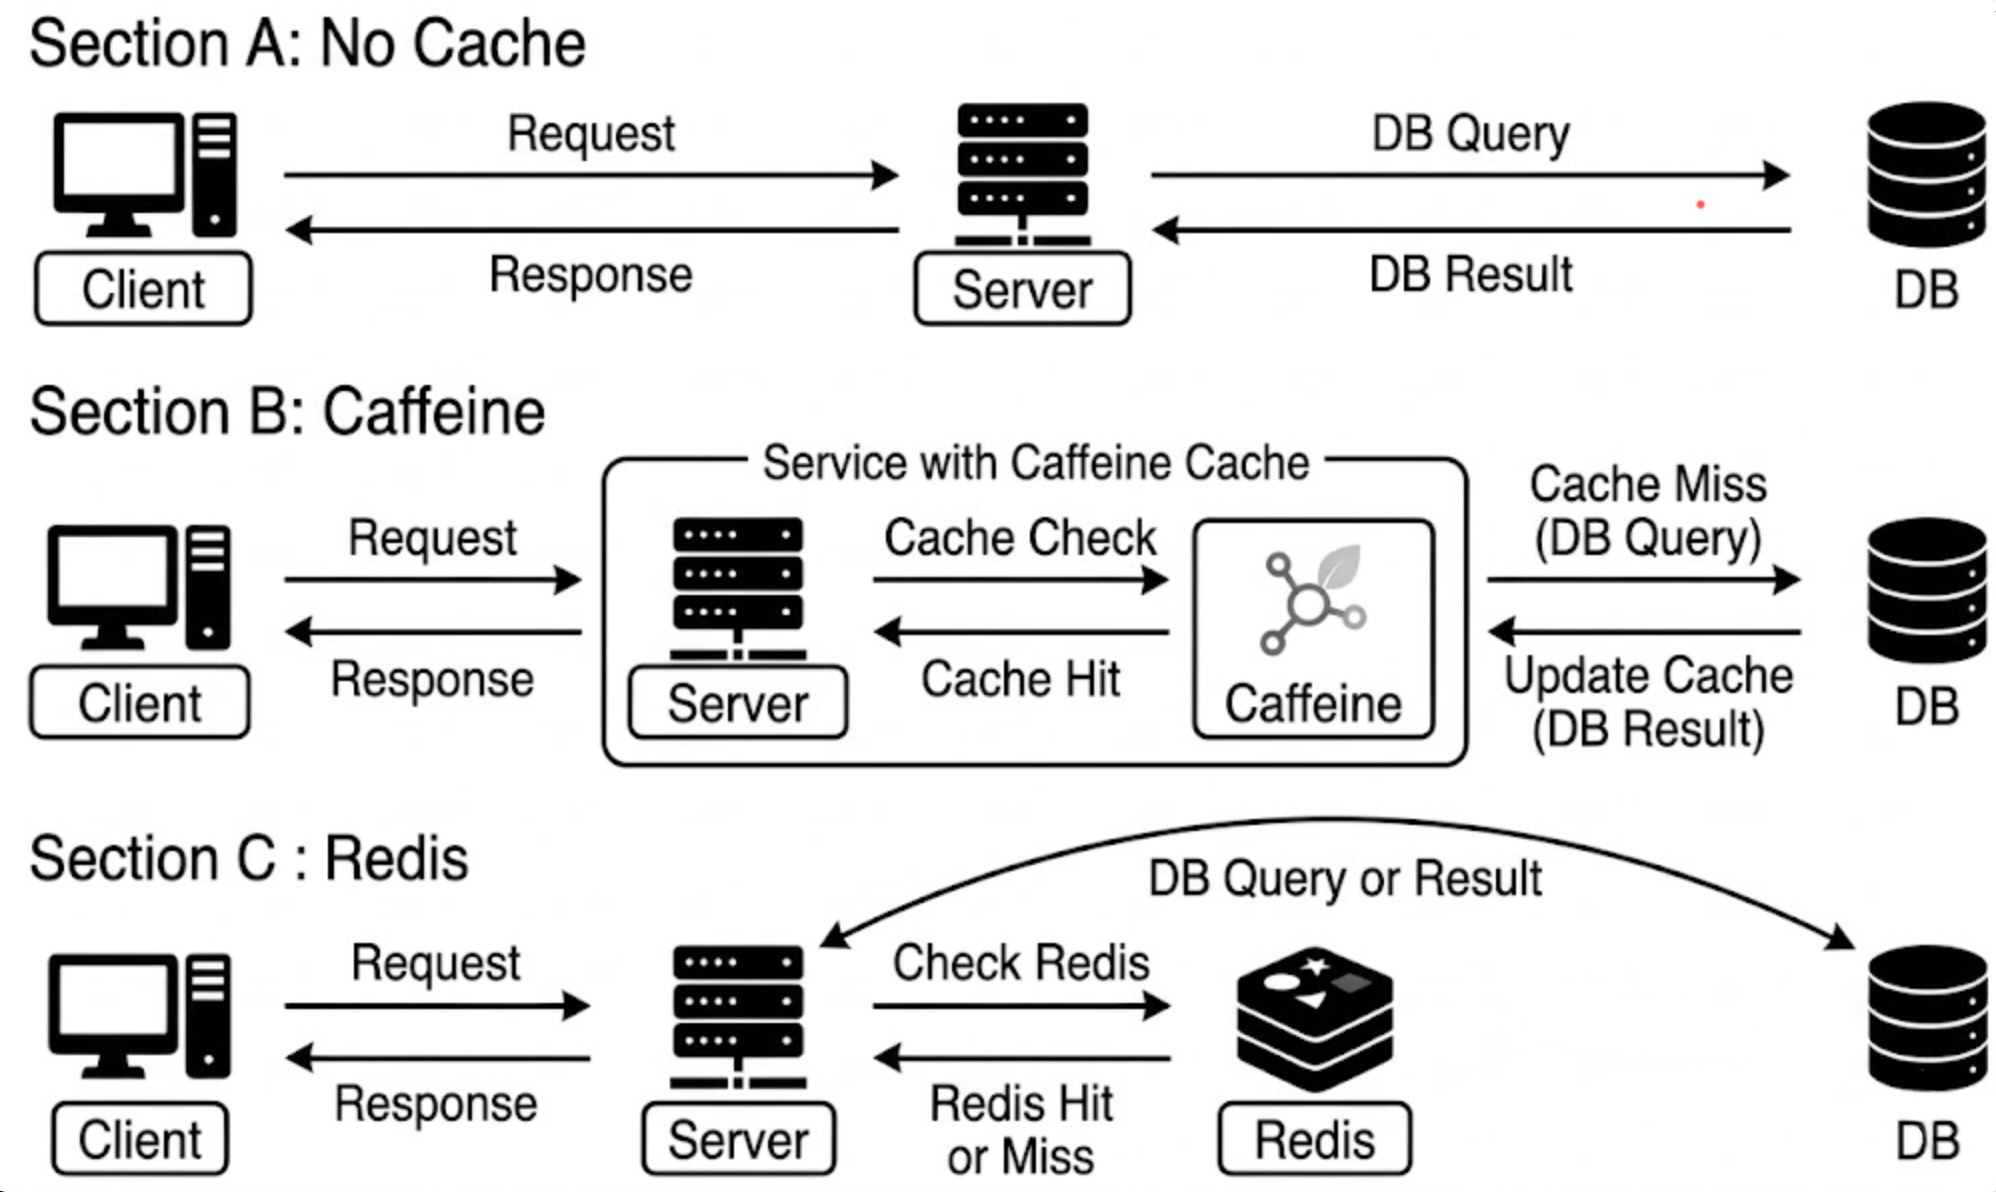 Section A: No Cache
Request
DB Query
Response
DB Result
Client
Server
DB
Section B: Caffeine
Service with Caffeine Cache
Request
Cache Check
Cache Miss
(DB Query)
Response
Cache Hit
Update Cache
(DB Result)
Client
Server
Caffeine
DB
Section C : Redis
DB Query or Result
Request
Check Redis
Response
Redis Hit
or Miss
Client
Server
Redis
DB